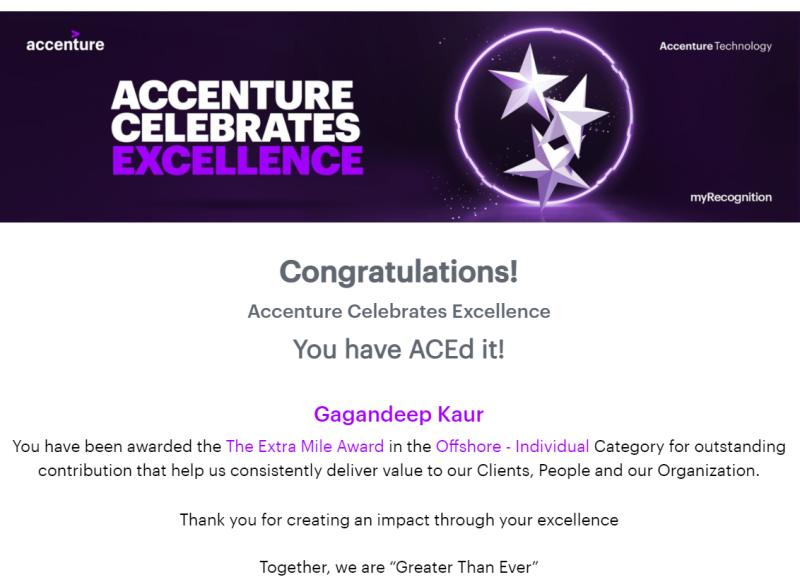 accenture
Accenture Technology
ACCENTURE
CELEBRATES
EXCELLENCE
myRecognition
Congratulations!
Accenture Celebrates Excellence
You have ACEd it!
Gagandeep Kaur
You have been awarded the The Extra Mile Award in the Offshore - Individual Category for outstanding
contribution that help us consistently deliver value to our Clients, People and our Organization.
Thank you for creating an impact through your excellence
Together, we are “Greater Than Ever”